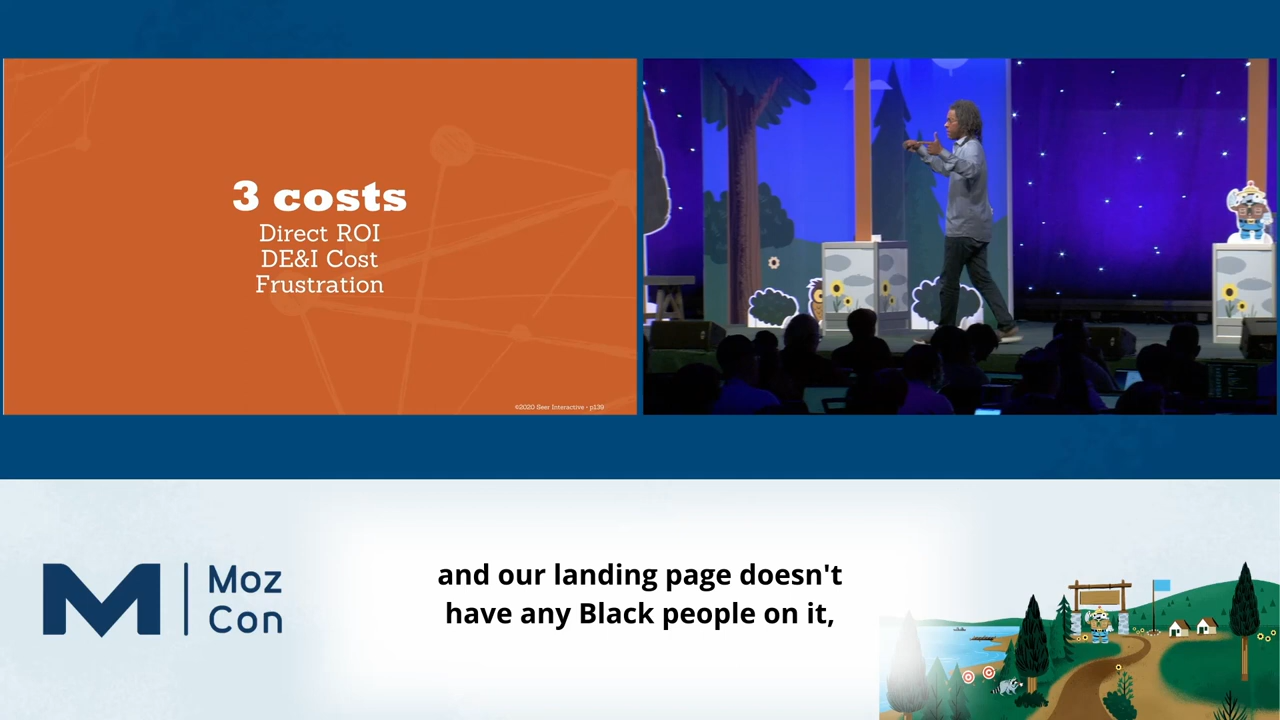 3 costs
Direct ROI
DE&I Cost
Frustration
©2020 Seer Interactive • p139
Moz
Con
and our landing page doesn't
have any Black people on it,